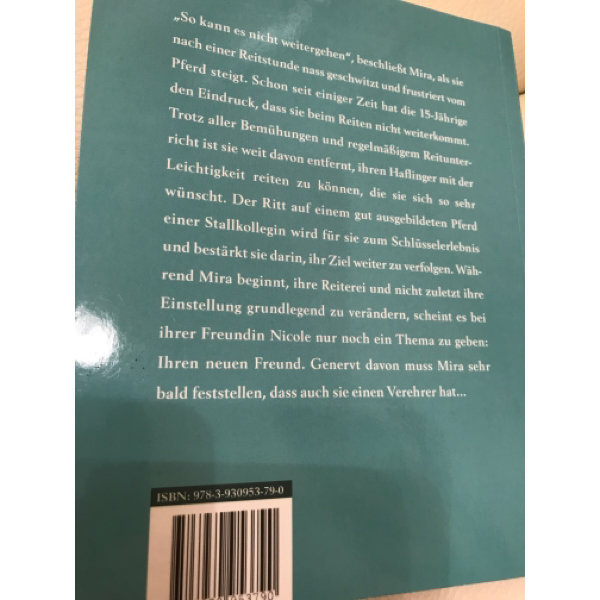 „So kann es nicht weitergehen“, beschließt Mira, als sie
nach einer Reitstunde nass geschwitzt und frustriert vom
Pferd steigt. Schon seit einiger Zeit hat die 15-Jährige
den Eindruck, dass sie beim Reiten nicht weiterkommt.
Trotz aller Bemühungen und regelmäßigem Reitunter-
richt ist sie weit davon entfernt, ihren Haflinger mit der
Leichtigkeit reiten zu können, die sie sich so sehr
wünscht. Der Ritt auf einem gut ausgebildeten Pferd
einer Stallkollegin wird für sie zum Schlüsselerlebnis
und bestärkt sie darin, ihr Ziel weiter zu verfolgen. Wäh-
rend Mira beginnt, ihre Reiterei und nicht zuletzt ihre
Einstellung grundlegend zu verändern, scheint es bei
ihrer Freundin Nicole nur noch ein Thema zu geben:
Ihren neuen Freund. Genervt davon muss Mira sehr
bald feststellen, dass auch sie einen Verehrer hat...
ISBN: 978-3-930953-79-0